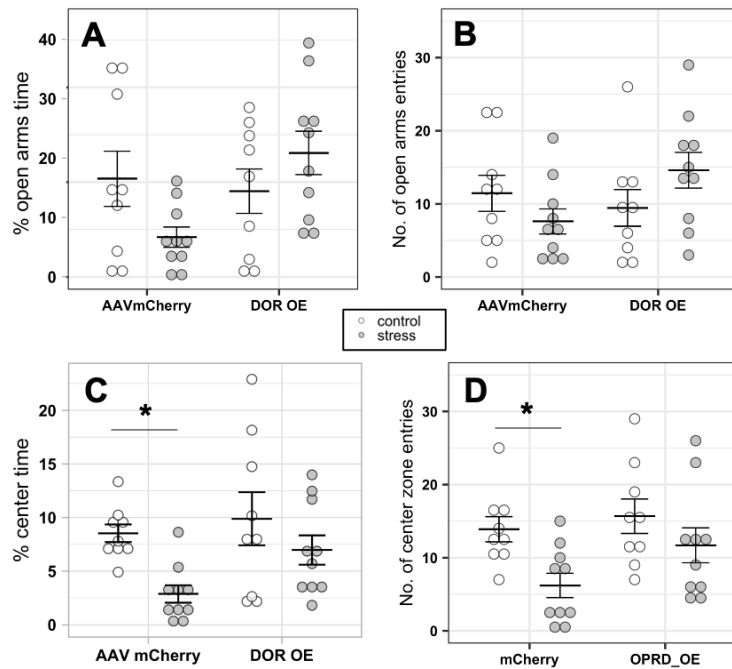 A
% open arms time
40
30
20
10
0
AAVmCherry DOR OE
B
No. of open arms entries
30
20
10
0
AAVmCherry DOR OE
control
stress
C
% center time
20
15
10
5
0
*
AAV mCherry DOR OE
D
No. of center zone entries
30
20
10
0
*
mCherry OPRD_OE